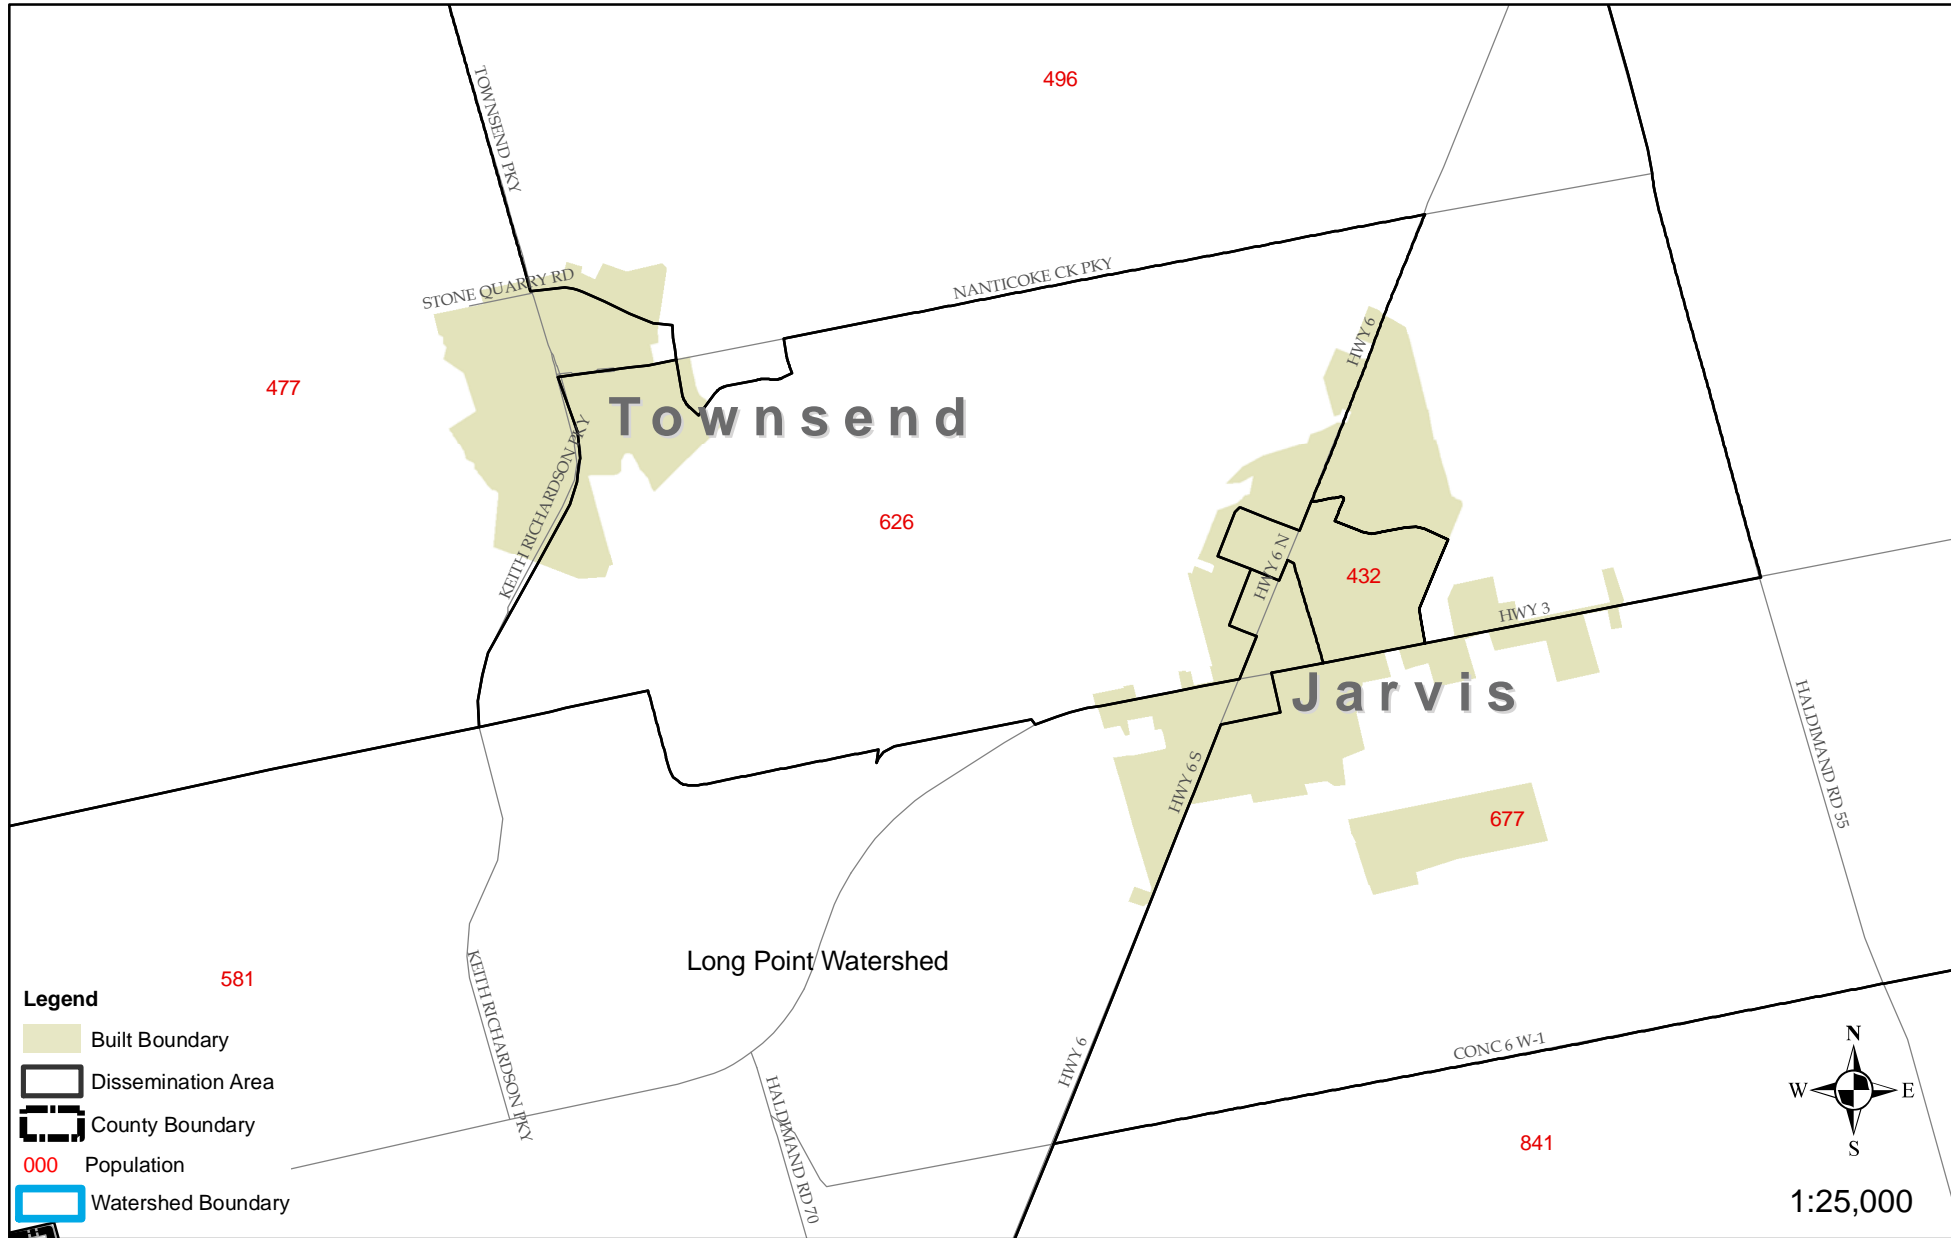 496
TOWNSEND PKY
STONE QUARRY RD
NANTICOKE CK PKY
HWY 6
477
Townsend
KEITH RICHARDSON PKY
626
HWY 6 N
432
HWY 3
Jarvis
HWY 6 S
HALDIMAND RD 55
677
Long Point Watershed
581
KEITH RICHARDSON PKY
HWY 6
CONC 6 W-1
HALDIMAND RD 70
841
Legend
Built Boundary
Dissemination Area
County Boundary
000 Population
Watershed Boundary
N
W E
S
1:25,000